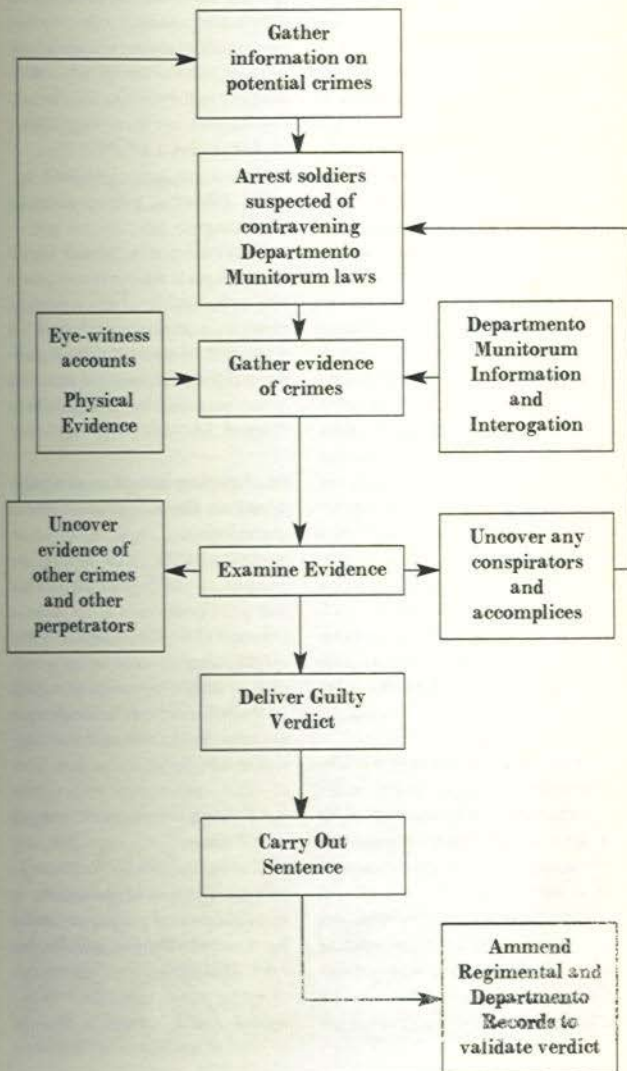 Gather
information on
potential crimes
Arrest soldiers
suspected of
contravening
Departmento
Munitorum laws
Eye-witness
accounts
Physical
Evidence
Gather evidence
of crimes
Departmento
Munitorum
Information
and
Interogation
Uncover
evidence of
other crimes
and other
perpetrators
Examine Evidence
Uncover any
conspirators
and
accomplices
Deliver Guilty
Verdict
Carry Out
Sentence
Ammend
Regimental and
Departmento
Records to
validate verdict